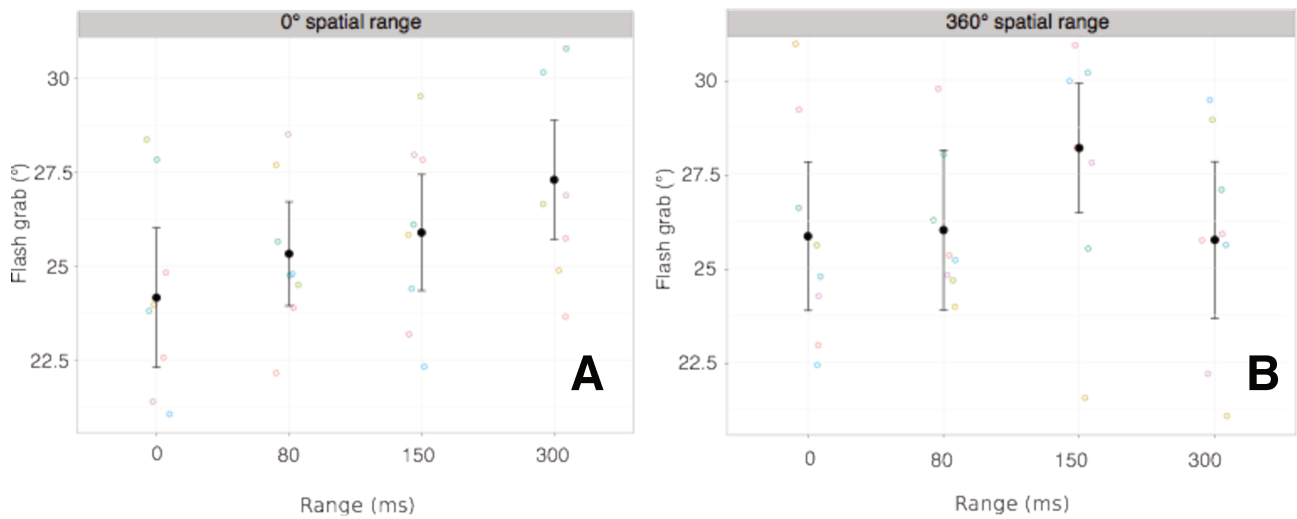 0° spatial range
30
27.5
25
22.5
Flash grab (°)
0 80 150 300
Range (ms)
A
360° spatial range
30
27.5
25
22.5
Flash grab (°)
0 80 150 300
Range (ms)
B